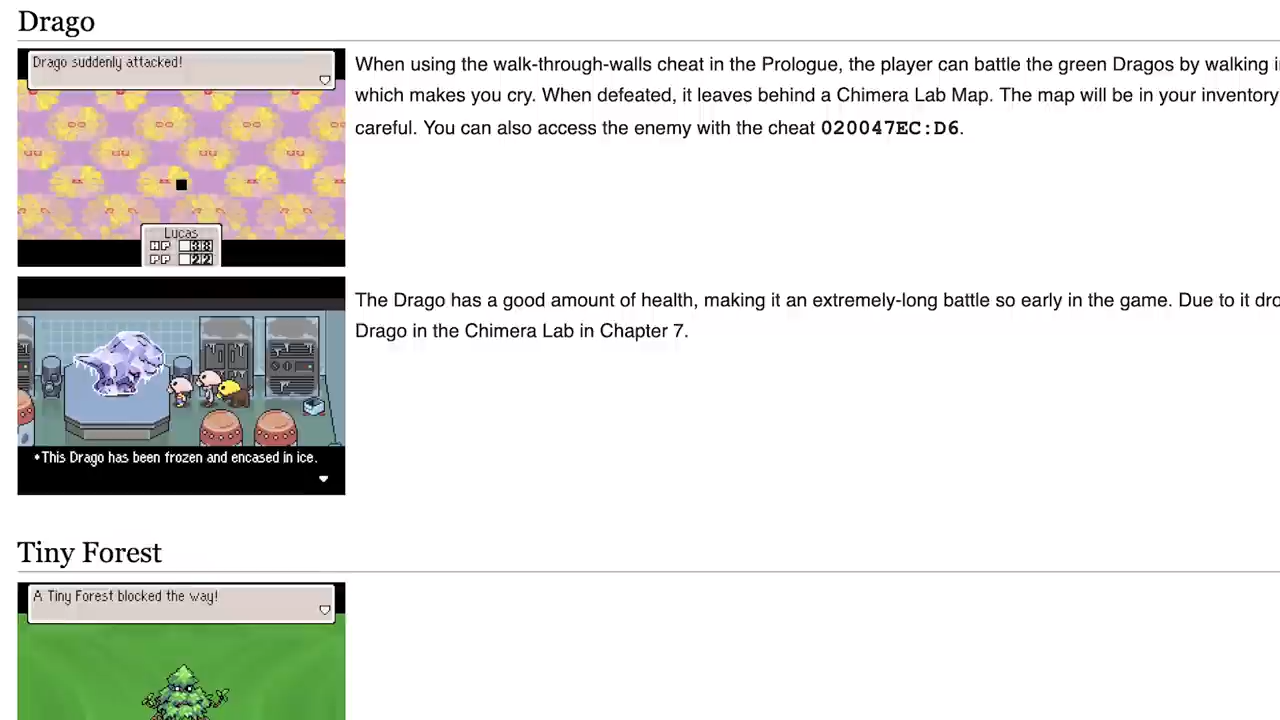 Drago
Drago suddenly attacked!
When using the walk-through-walls cheat in the Prologue, the player can battle the green Dragos by walking i
which makes you cry. When defeated, it leaves behind a Chimera Lab Map. The map will be in your inventory
careful. You can also access the enemy with the cheat 020047EC:D6.
Lucas
HP 38
PP 22
The Drago has a good amount of health, making it an extremely-long battle so early in the game. Due to it dro
Drago in the Chimera Lab in Chapter 7.
•This Drago has been frozen and encased in ice.
Tiny Forest
A Tiny Forest blocked the way!